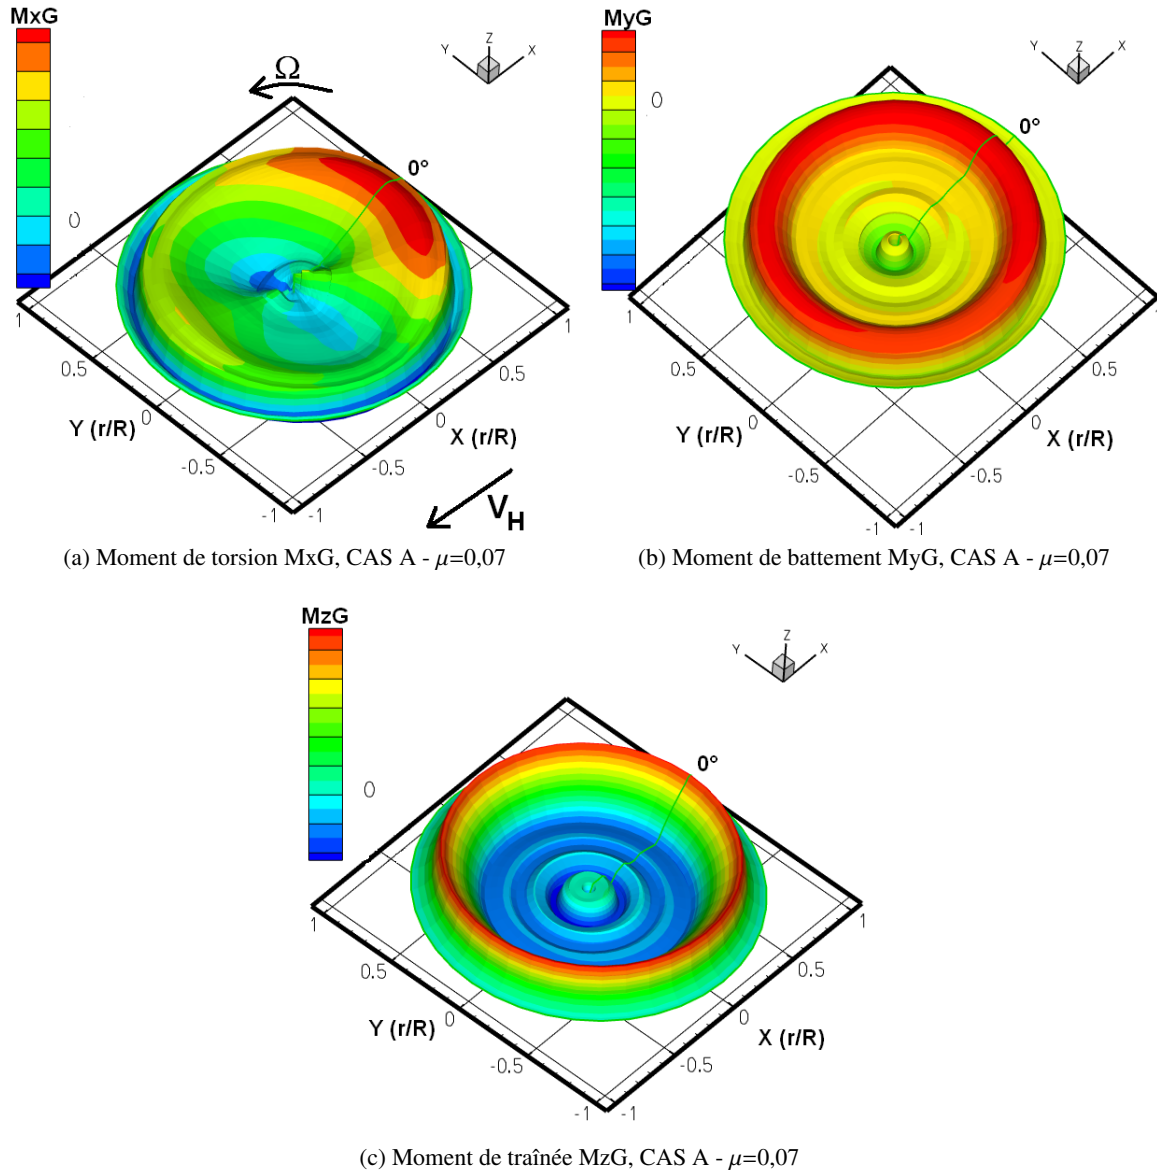 MxG
0
Ω
Y Z X
0°
1
0.5
0
-0.5
-1
Y (r/R)
1
0.5
0
-0.5
-1
X (r/R)
V_H
(a) Moment de torsion MxG, CAS A - μ=0,07
MyG
0
Y Z X
0°
1
0.5
0
-0.5
-1
Y (r/R)
1
0.5
0
-0.5
-1
X (r/R)
(b) Moment de battement MyG, CAS A - μ=0,07
MzG
0
Y Z X
0°
1
0.5
0
-0.5
-1
Y (r/R)
1
0.5
0
-0.5
-1
X (r/R)
(c) Moment de traînée MzG, CAS A - μ=0,07